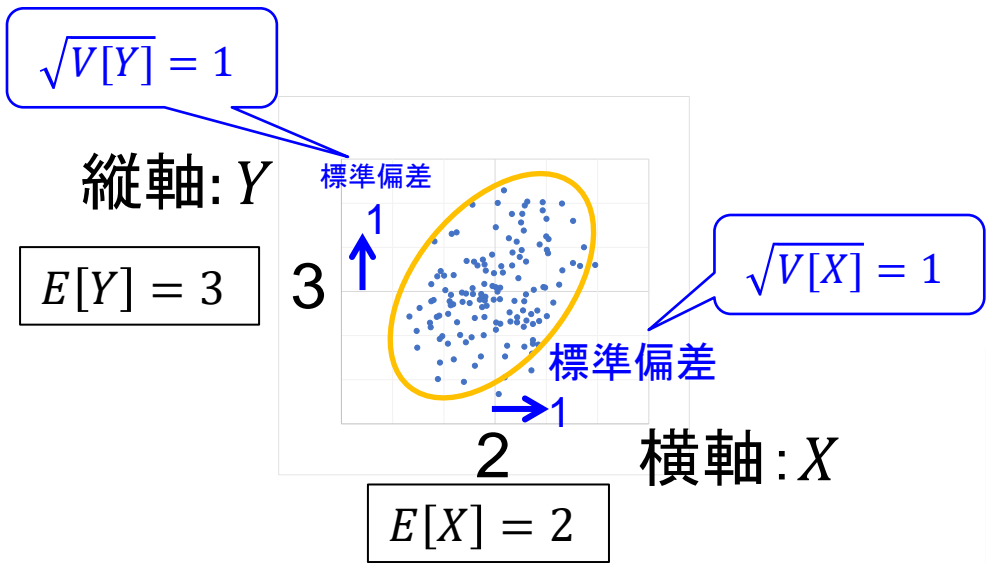 √V[Y] = 1
標準偏差
縦軸: Y
1
E[Y] = 3
3
√V[X] = 1
標準偏差
1
2
横軸: X
E[X] = 2